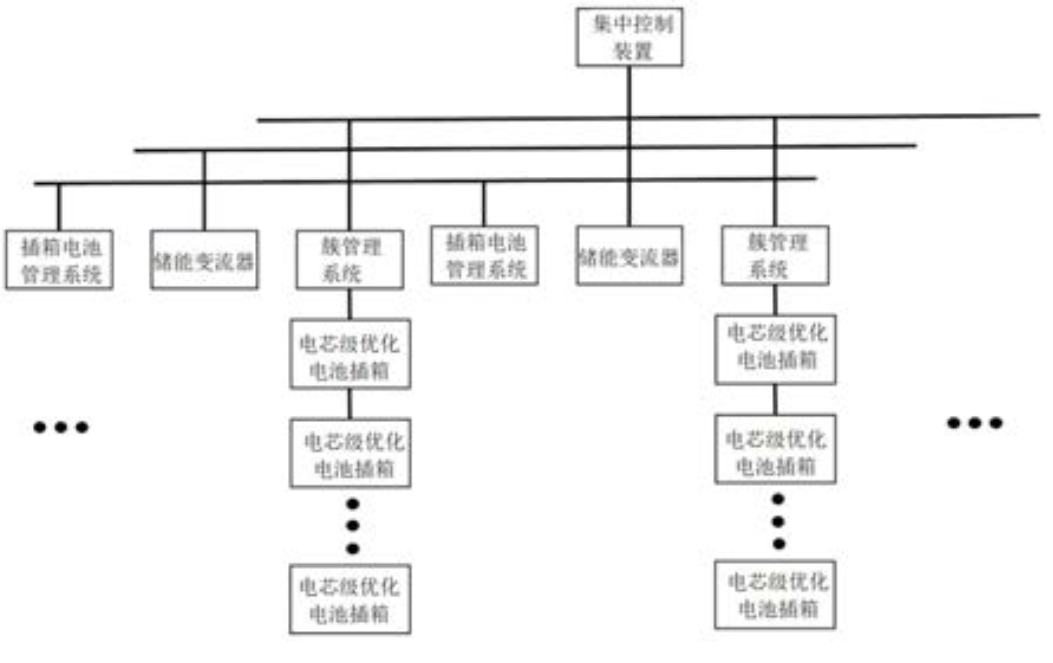 集中控制
装置
插箱电池
管理系统
储能变流器
簇管理
系统
插箱电池
管理系统
储能变流器
簇管理
系统
电芯级优化
电池插箱
电芯级优化
电池插箱
电芯级优化
电池插箱
电芯级优化
电池插箱
电芯级优化
电池插箱
电芯级优化
电池插箱